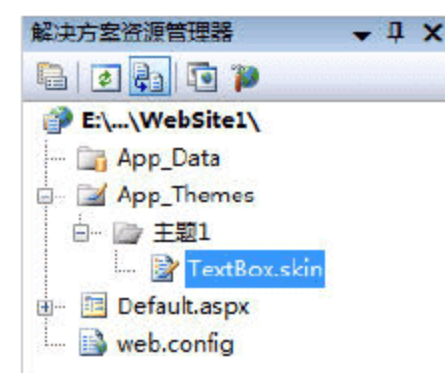 解决方案资源管理器
E:\...\WebSite1\
App_Data
App_Themes
主题1
TextBox.skin
Default.aspx
web.config